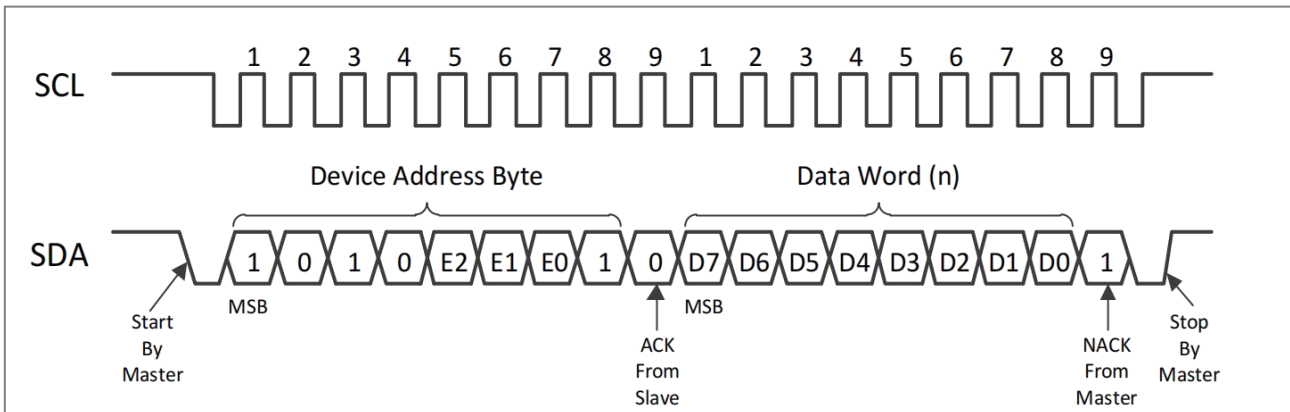 1 2 3 4 5 6 7 8 9 1 2 3 4 5 6 7 8 9
SCL
Device Address Byte
Data Word (n)
SDA
1 0 1 0 E2 E1 E0 1 0 D7 D6 D5 D4 D3 D2 D1 D0 1
MSB
MSB
Start
By
Master
ACK
From
Slave
NACK
From
Master
Stop
By
Master